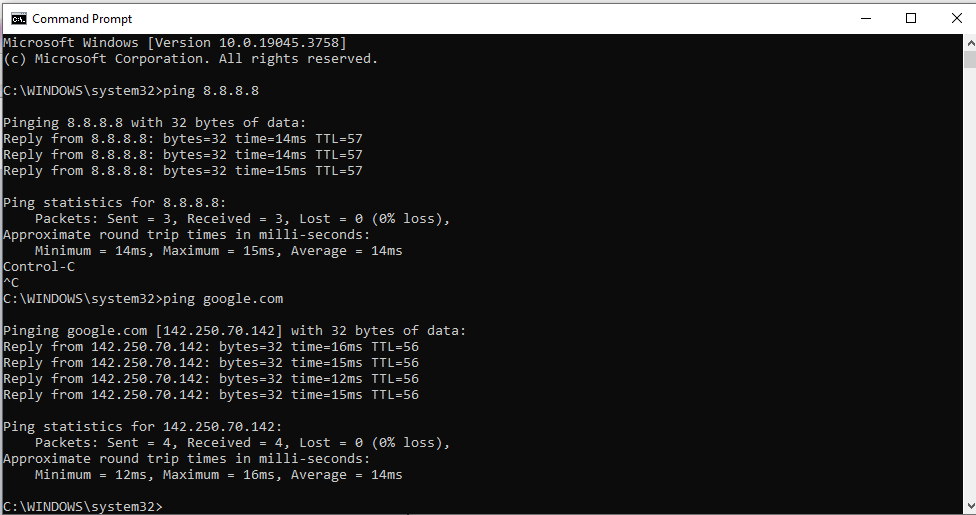 Command Prompt
Microsoft Windows [Version 10.0.19045.3758]
(c) Microsoft Corporation. All rights reserved.
C:\WINDOWS\system32>ping 8.8.8.8
Pinging 8.8.8.8 with 32 bytes of data:
Reply from 8.8.8.8: bytes=32 time=14ms TTL=57
Reply from 8.8.8.8: bytes=32 time=14ms TTL=57
Reply from 8.8.8.8: bytes=32 time=15ms TTL=57
Ping statistics for 8.8.8.8:
    Packets: Sent = 3, Received = 3, Lost = 0 (0% loss),
Approximate round trip times in milli-seconds:
    Minimum = 14ms, Maximum = 15ms, Average = 14ms
Control-C
^C
C:\WINDOWS\system32>ping google.com
Pinging google.com [142.250.70.142] with 32 bytes of data:
Reply from 142.250.70.142: bytes=32 time=16ms TTL=56
Reply from 142.250.70.142: bytes=32 time=15ms TTL=56
Reply from 142.250.70.142: bytes=32 time=12ms TTL=56
Reply from 142.250.70.142: bytes=32 time=15ms TTL=56
Ping statistics for 142.250.70.142:
    Packets: Sent = 4, Received = 4, Lost = 0 (0% loss),
Approximate round trip times in milli-seconds:
    Minimum = 12ms, Maximum = 16ms, Average = 14ms
C:\WINDOWS\system32>